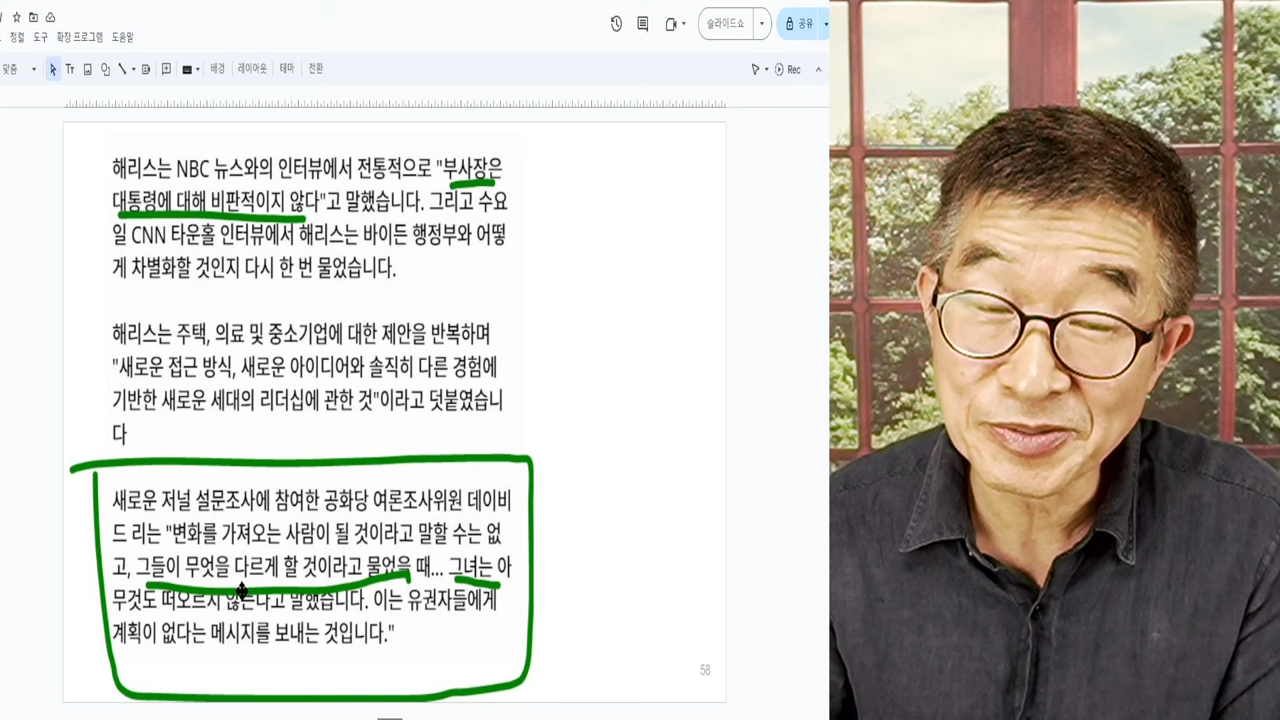 정렬 도구 확장 프로그램 도움말
슬라이드쇼
공유
맞춤
Tr
배경 레이아웃 테마 전환
Rec
해리스는 NBC 뉴스와의 인터뷰에서 전통적으로 "부사장은
대통령에 대해 비판적이지 않다"고 말했습니다. 그리고 수요
일 CNN 타운홀 인터뷰에서 해리스는 바이든 행정부와 어떻
게 차별화할 것인지 다시 한 번 물었습니다.
해리스는 주택, 의료 및 중소기업에 대한 제안을 반복하며
"새로운 접근 방식, 새로운 아이디어와 솔직히 다른 경험에
기반한 새로운 세대의 리더십에 관한 것"이라고 덧붙였습니
다
새로운 저널 설문조사에 참여한 공화당 여론조사위원 데이비
드 리는 "변화를 가져오는 사람이 될 것이라고 말할 수는 없
고, 그들이 무엇을 다르게 할 것이라고 물었을 때... 그녀는 아
무것도 떠오르지 않는다고 말했습니다. 이는 유권자들에게
계획이 없다는 메시지를 보내는 것입니다."
58